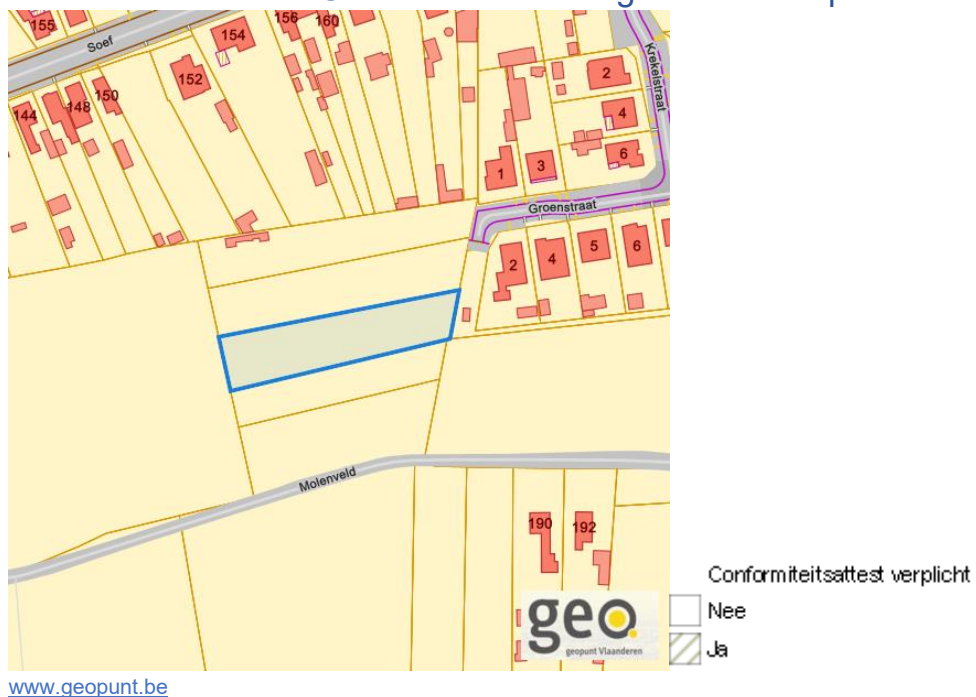 155
Soef
154
156
160
152
144
148
150
Krekelstraat
2
4
6
1
3
Groenstraat
2
4
5
6
Molenveld
190
192
geo.
geopunt Vlaanderen
Conformiteitsattest verplicht
Nee
Ja
www.geopunt.be